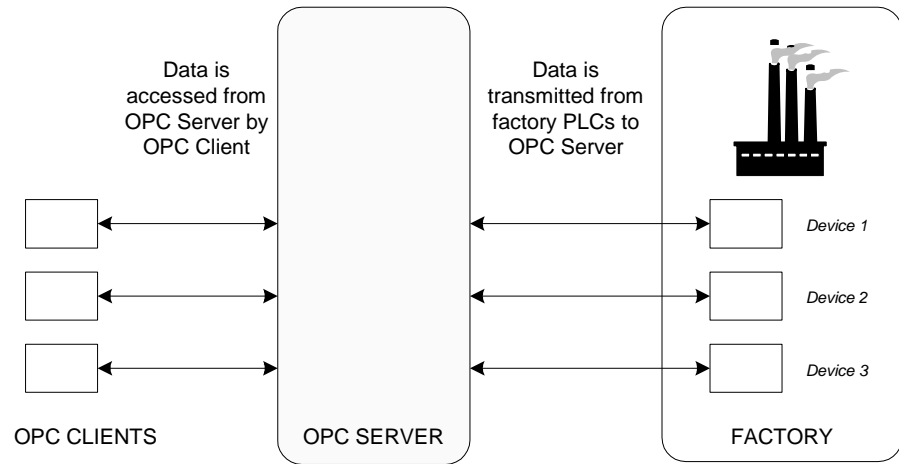 Data is
accessed from
OPC Server by
OPC Client
Data is
transmitted from
factory PLCs to
OPC Server
Device 1
Device 2
Device 3
OPC CLIENTS
OPC SERVER
FACTORY